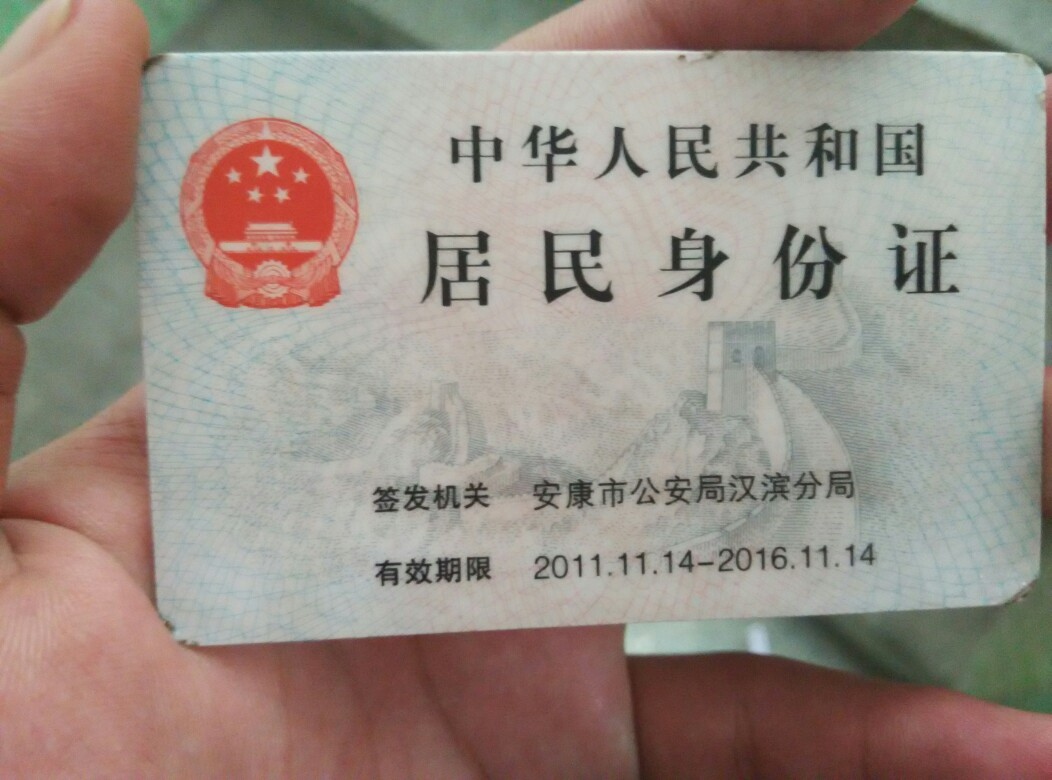 中华人民共和国
居民身份证
签发机关 安康市公安局汉滨分局
有效期限 2011.11.14-2016.11.14